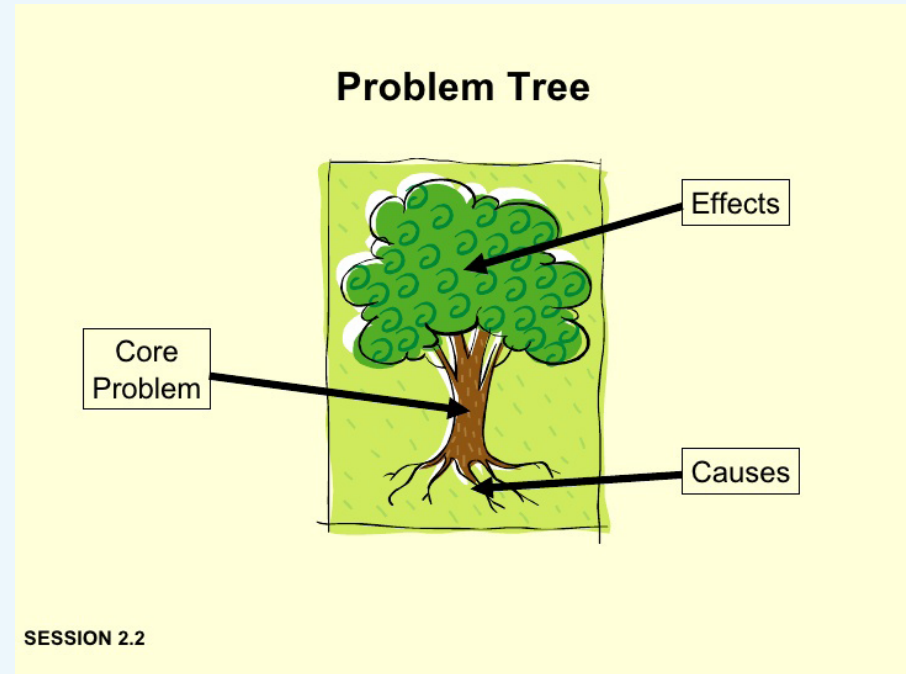 Problem Tree
Effects
Core
Problem
Causes
SESSION 2.2